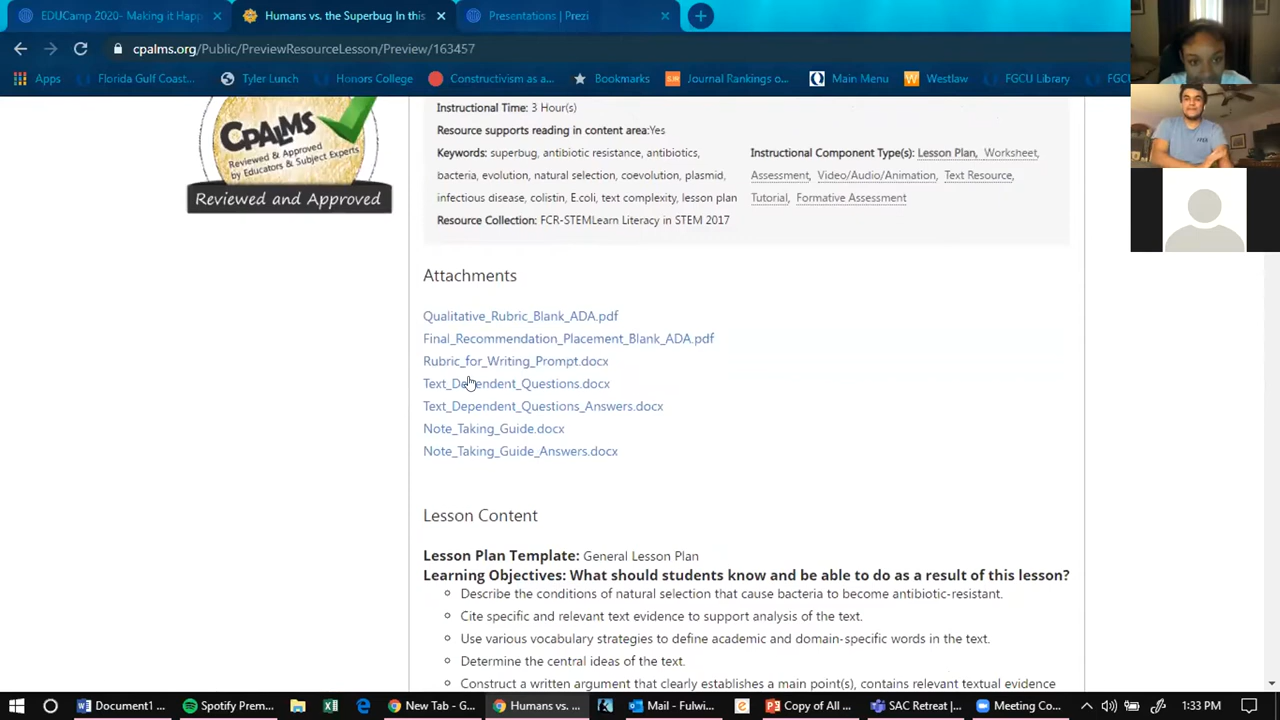 EDUCamp 2020- Making it Happ
Humans vs. the Superbug In this
Presentations | Prezi
cpalms.org/Public/PreviewResourceLesson/Preview/163457
Apps
Florida Gulf Coast...
Tyler Lunch
Honors College
Constructivism as a...
Bookmarks
Journal Rankings o...
Main Menu
Westlaw
FGCU Library
FGCU
CPALMS
Reviewed & Approved
by Educators & Subject Experts
Reviewed and Approved
Instructional Time: 3 Hour(s)
Resource supports reading in content area:Yes
Keywords: superbug, antibiotic resistance, antibiotics,
bacteria, evolution, natural selection, coevolution, plasmid,
infectious disease, colistin, E.coli, text complexity, lesson plan
Resource Collection: FCR-STEMLearn Literacy in STEM 2017
Instructional Component Type(s): Lesson Plan, Worksheet,
Assessment, Video/Audio/Animation, Text Resource,
Tutorial, Formative Assessment
Attachments
Qualitative_Rubric_Blank_ADA.pdf
Final_Recommendation_Placement_Blank_ADA.pdf
Rubric_for_Writing_Prompt.docx
Text_Dependent_Questions.docx
Text_Dependent_Questions_Answers.docx
Note_Taking_Guide.docx
Note_Taking_Guide_Answers.docx
Lesson Content
Lesson Plan Template: General Lesson Plan
Learning Objectives: What should students know and be able to do as a result of this lesson?
Describe the conditions of natural selection that cause bacteria to become antibiotic-resistant.
Cite specific and relevant text evidence to support analysis of the text.
Use various vocabulary strategies to define academic and domain-specific words in the text.
Determine the central ideas of the text.
Construct a written argument that clearly establishes a main point(s), contains relevant textual evidence
Document1 ...
Spotify Prem...
New Tab - G...
Humans vs. ...
Mail - Fulwi...
Copy of All ...
SAC Retreat |...
Meeting Co...
1:33 PM